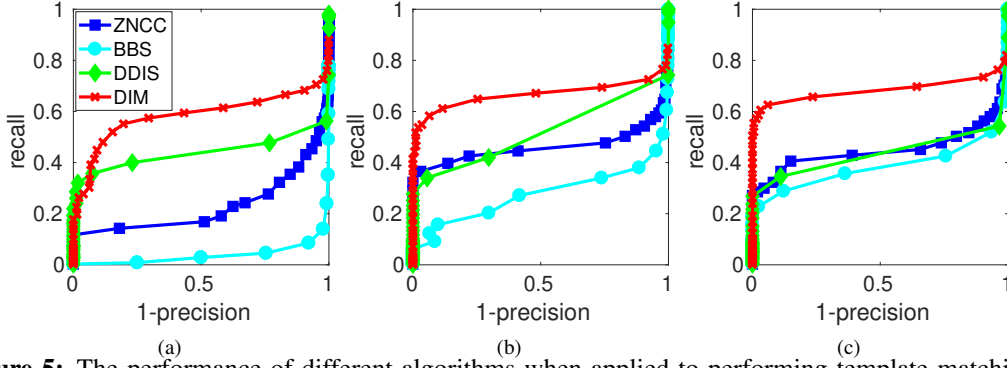 1
0.8
0.6
0.4
0.2
0
recall
0 0.5 1
1-precision
ZNCC
BBS
DDIS
DIM
(a)
1
0.8
0.6
0.4
0.2
0
recall
0 0.5 1
1-precision
(b)
1
0.8
0.6
0.4
0.2
0
recall
0 0.5 1
1-precision
(c)
5: The performance of different algorithms when applied to performing template